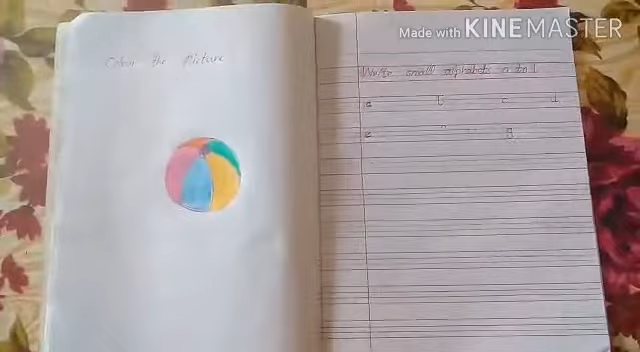 Made with KINEMASTER
Colour the Picture
Write small alphabets a to
a b c d
e g